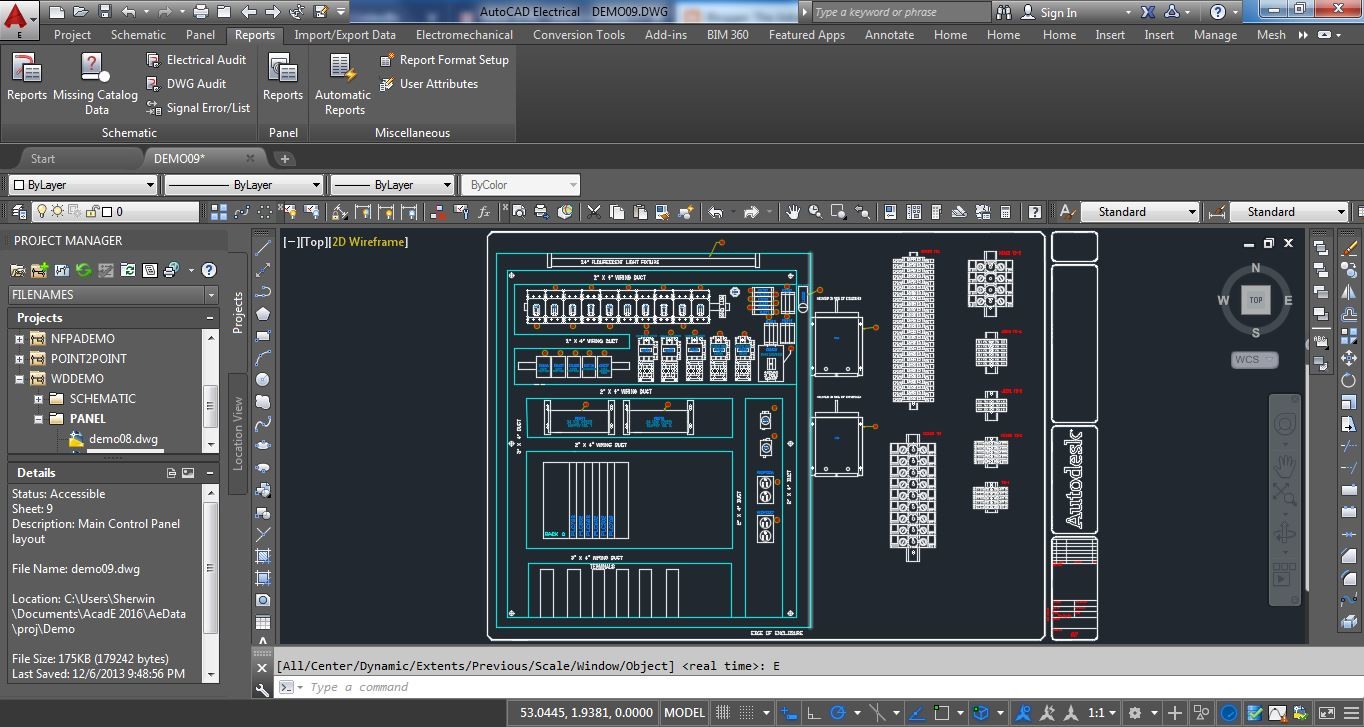 AutoCAD Electrical DEMO09.DWG
Type a keyword or phrase
Sign In
E
Project Schematic Panel Reports Import/Export Data Electromechanical Conversion Tools Add-ins BIM 360 Featured Apps Annotate Home Home Home Insert Insert Manage Mesh
Reports
Missing Catalog
Data
Electrical Audit
DWG Audit
Signal Error/List
Reports
Automatic
Reports
Report Format Setup
User Attributes
Schematic Panel Miscellaneous
Start DEMO09*
ByLayer ByLayer ByLayer ByColor
0 Standard Standard
PROJECT MANAGER
FILENAMES
Projects
NFPADEMO
POINT2POINT
WDDEMO
SCHEMATIC
PANEL
demo08.dwg
Projects
Location View
Details
Status: Accessible
Sheet: 9
Description: Main Control Panel
layout
File Name: demo09.dwg
Location: C:\Users\Sherwin
\Documents\AcadE 2016\AeData
\proj\Demo
File Size: 175KB (179242 bytes)
Last Saved: 12/6/2013 9:48:56 PM
[−][Top][2D Wireframe]
24" FLUORESCENT LIGHT FIXTURE
2" X 4" WIRING DUCT
2" X 4" WIRING DUCT
2" X 4" WIRING DUCT
2" X 4" WIRING DUCT
3" X 4" DUCT
2" X 4" DUCT
2" X 4" DUCT
RACK 0
3" X 4" WIRING DUCT
TERMINALS
EDGE OF ENCLOSURE
Autodesk
N
W TOP E
S
WCS
[All/Center/Dynamic/Extents/Previous/Scale/Window/Object] <real time>: E
Type a command
53.0445, 1.9381, 0.0000 MODEL 1:1